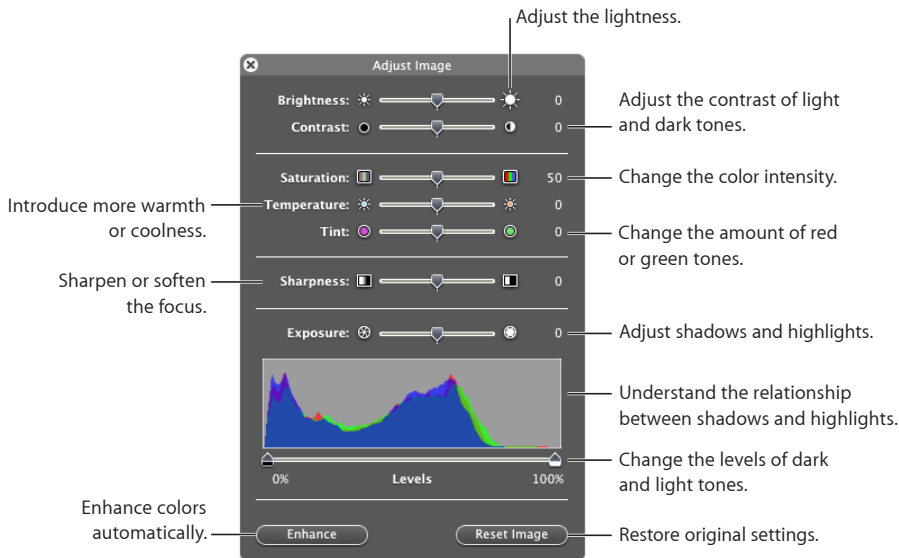 Adjust the lightness.
Adjust Image
Brightness: 0
Adjust the contrast of light
and dark tones.
Contrast: 0
Saturation: 50
Change the color intensity.
Introduce more warmth
or coolness.
Temperature: 0
Tint: 0
Change the amount of red
or green tones.
Sharpen or soften
the focus.
Sharpness: 0
Exposure: 0
Adjust shadows and highlights.
Understand the relationship
between shadows and highlights.
Change the levels of dark
and light tones.
0% Levels 100%
Enhance colors
automatically.
Enhance
Reset Image
Restore original settings.